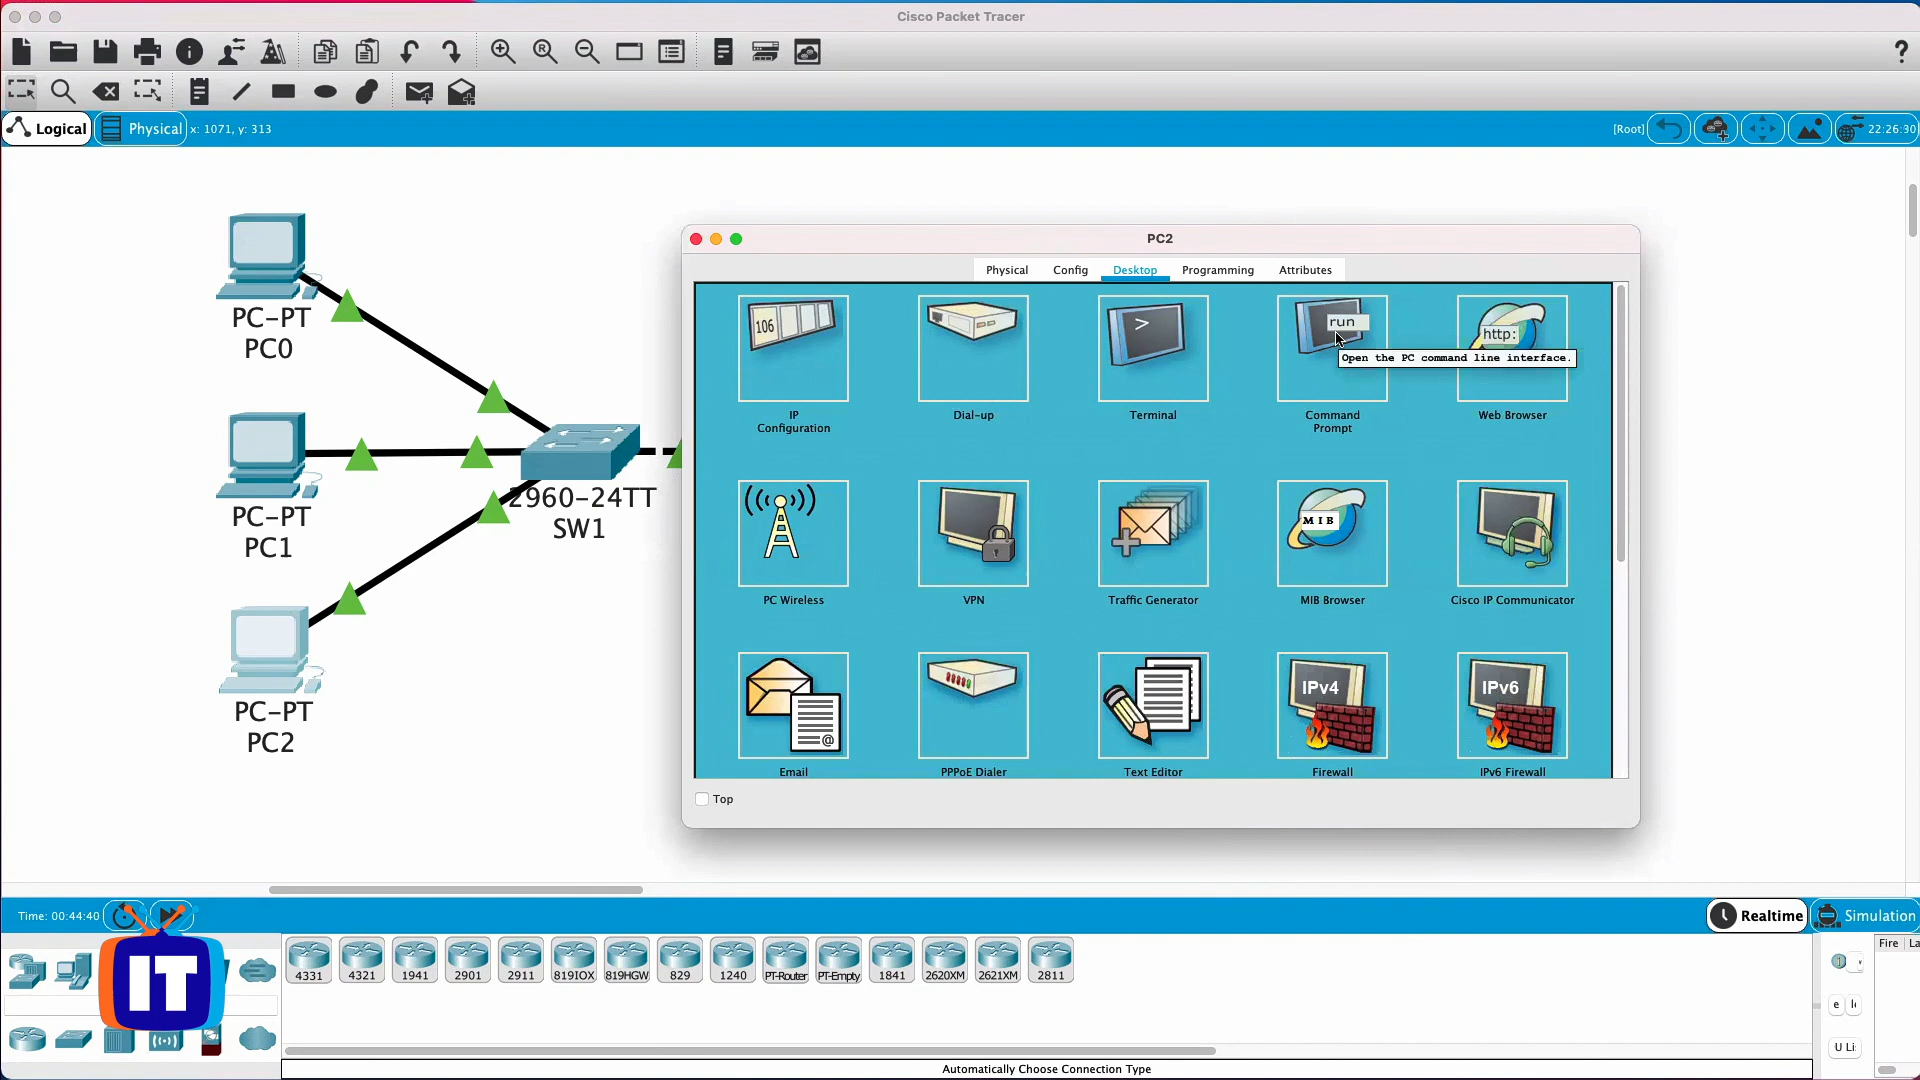 Cisco Packet Tracer
?
Logical
Physical
x: 1071, y: 313
[Root]
22:26:30
PC-PT
PC0
PC-PT
PC1
PC-PT
PC2
2960-24TT
SW1
PC2
Physical
Config
Desktop
Programming
Attributes
106
>
run
http:
Open the PC command line interface.
IP
Configuration
Dial-up
Terminal
Command
Prompt
Web Browser
MIB
PC Wireless
VPN
Traffic Generator
MIB Browser
Cisco IP Communicator
@
IPv4
IPv6
Email
PPPoE Dialer
Text Editor
Firewall
IPv6 Firewall
Top
Time: 00:44:40
Realtime
Simulation
IT
4331
4321
1941
2901
2911
819IOX
819HGW
829
1240
PT-Router
PT-Empty
1841
2620XM
2621XM
2811
Fire
La
e
U Li
Automatically Choose Connection Type